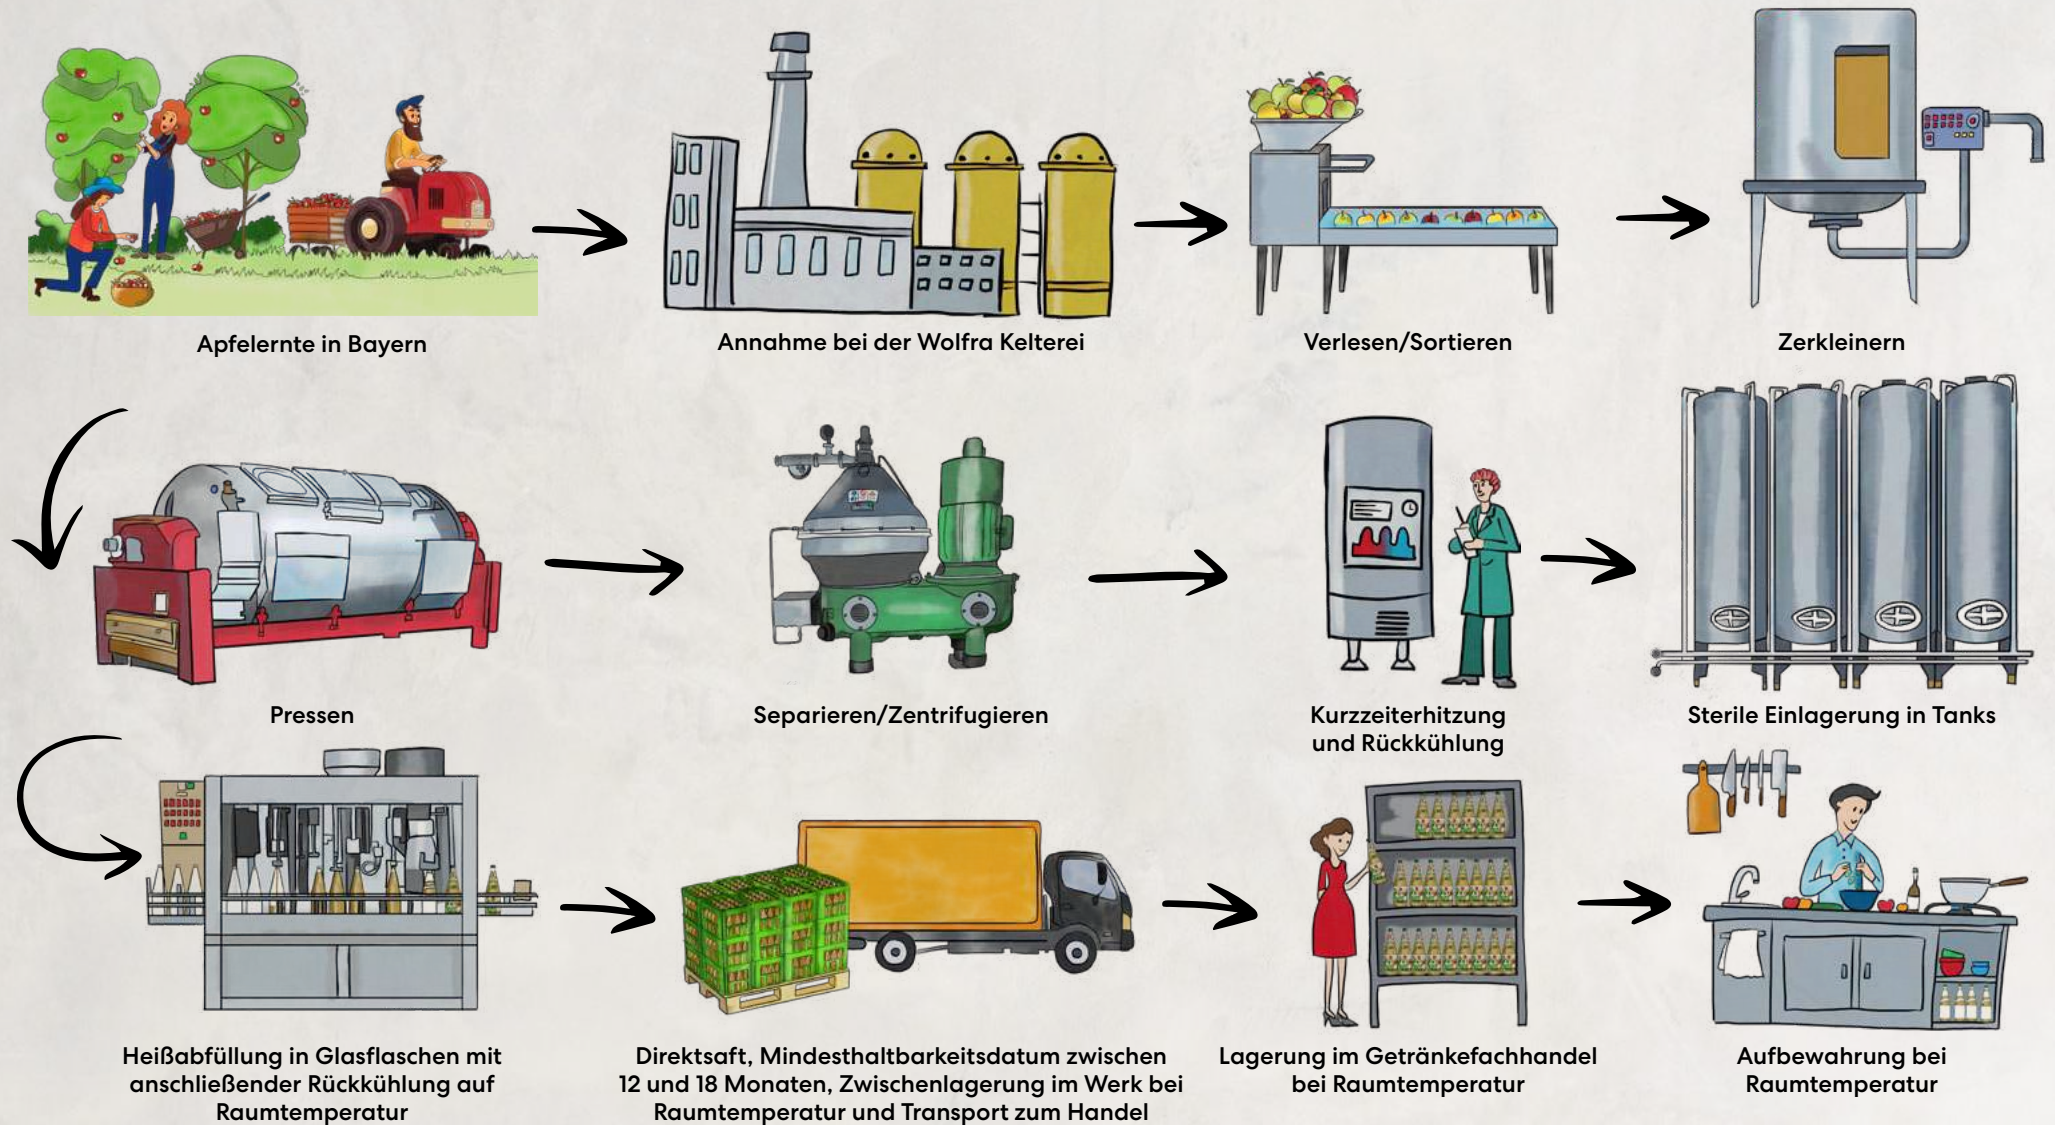 Apfelernte in Bayern
Annahme bei der Wolfra Kelterei
Verlesen/Sortieren
Zerkleinern
Pressen
Separieren/Zentrifugieren
Kurzzeiterhitzung
und Rückkühlung
Sterile Einlagerung in Tanks
Heißabfüllung in Glasflaschen mit
anschließender Rückkühlung auf
Raumtemperatur
Direktsaft, Mindesthaltbarkeitsdatum zwischen
12 und 18 Monaten, Zwischenlagerung im Werk bei
Raumtemperatur und Transport zum Handel
Lagerung im Getränkefachhandel
bei Raumtemperatur
Aufbewahrung bei
Raumtemperatur